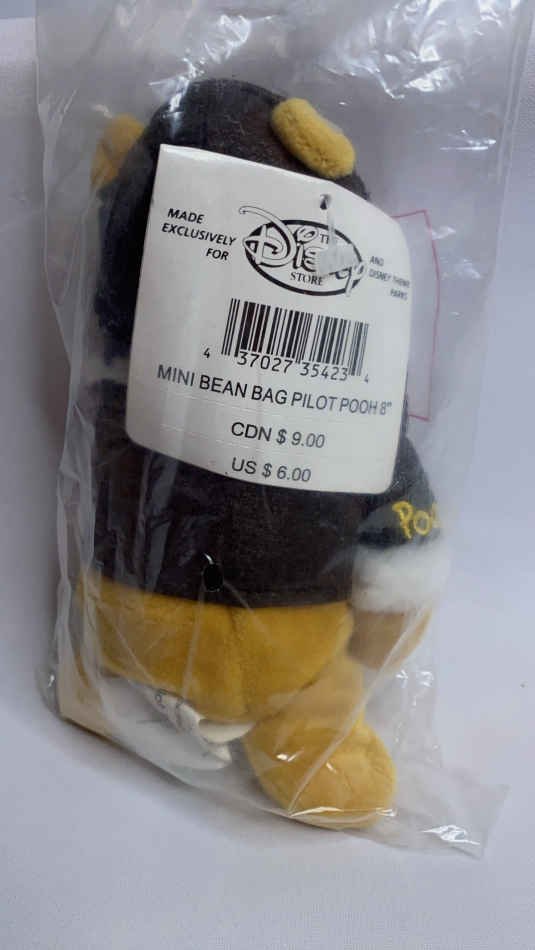 MADE
EXCLUSIVELY
FOR
THE
Disney
STORE
AND
DISNEY THEME
PARKS
4 37027 35423 4
MINI BEAN BAG PILOT POOH 8"
CDN $ 9.00
US $ 6.00
Poo